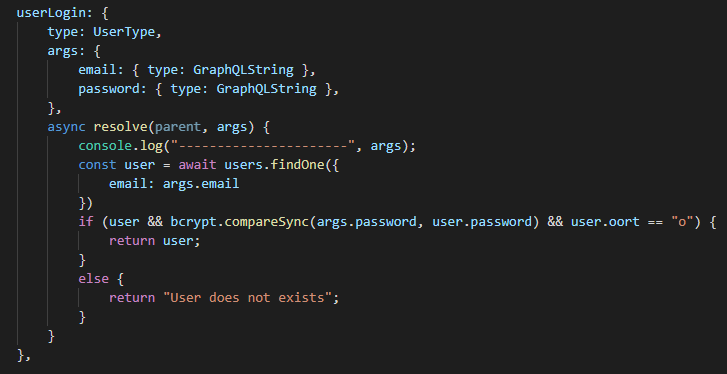 userLogin: {
    type: UserType,
    args: {
        email: { type: GraphQLString },
        password: { type: GraphQLString },
    },
    async resolve(parent, args) {
        console.log("----------------------", args);
        const user = await users.findOne({
            email: args.email
        })
        if (user && bcrypt.compareSync(args.password, user.password) && user.oort == "o") {
            return user;
        }
        else {
            return "User does not exists";
        }
    }
},